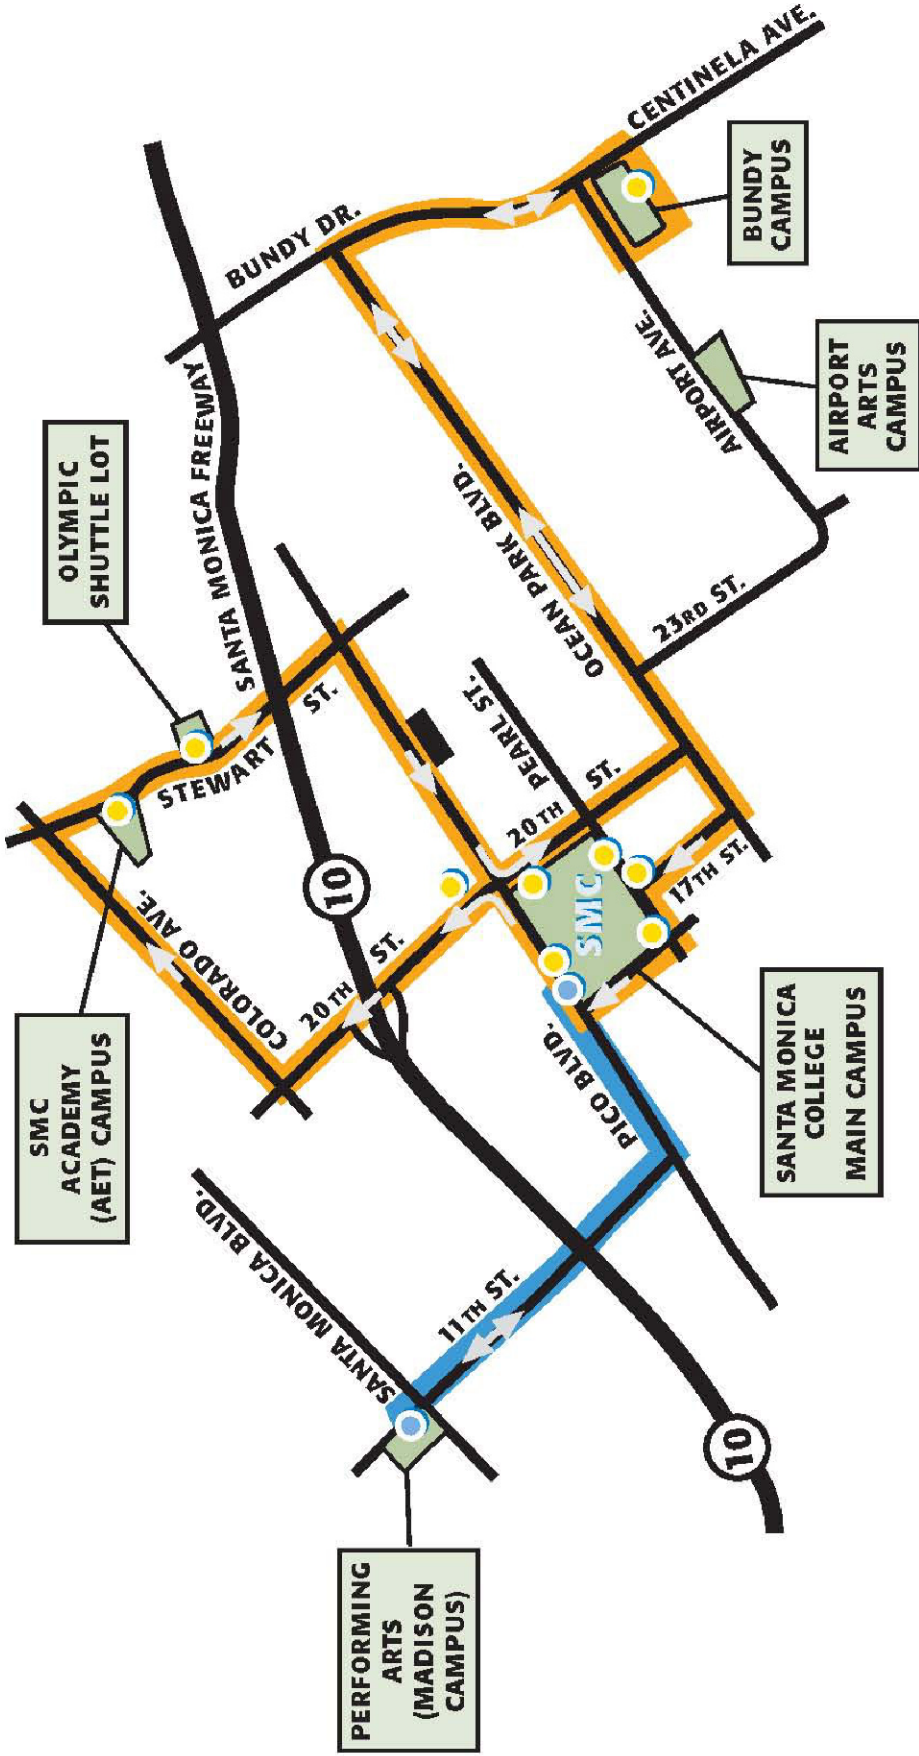 PERFORMING
ARTS
(MADISON
CAMPUS)
SMC
ACADEMY
(AET) CAMPUS
OLYMPIC
SHUTTLE LOT
SANTA MONICA BLVD.
11TH ST.
COLORADO AVE.
20TH ST.
STEWART ST.
SANTA MONICA FREEWAY
10
10
BUNDY DR.
PICO BLVD.
SMC
20TH ST.
PEARL ST.
17TH ST.
OCEAN PARK BLVD.
23RD ST.
AIRPORT AVE.
CENTINELA AVE.
SANTA MONICA
COLLEGE
MAIN CAMPUS
AIRPORT
ARTS
CAMPUS
BUNDY
CAMPUS